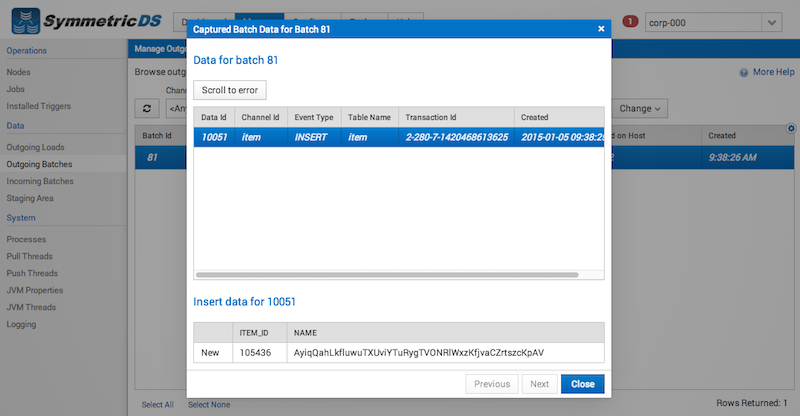 SymmetricDS
1
corp-000
Captured Batch Data for Batch 81
Operations
Nodes
Jobs
Installed Triggers
Data
Outgoing Loads
Outgoing Batches
Incoming Batches
Staging Area
System
Processes
Pull Threads
Push Threads
JVM Properties
JVM Threads
Logging
Manage Outgo
Browse outg
More Help
Chann
<Any
Change
Batch Id
d on Host
Created
81
9:38:26 AM
Data for batch 81
Scroll to error
Data Id Channel Id Event Type Table Name Transaction Id Created
10051 item INSERT item 2-280-7-1420468613625 2015-01-05 09:38:25
Insert data for 10051
ITEM_ID NAME
New 105436 AyiqQahLkfluwuTXUviYTuRygTVONRlWxzKfjvaCZrtszcKpAV
Previous Next Close
Select All Select None
Rows Returned: 1